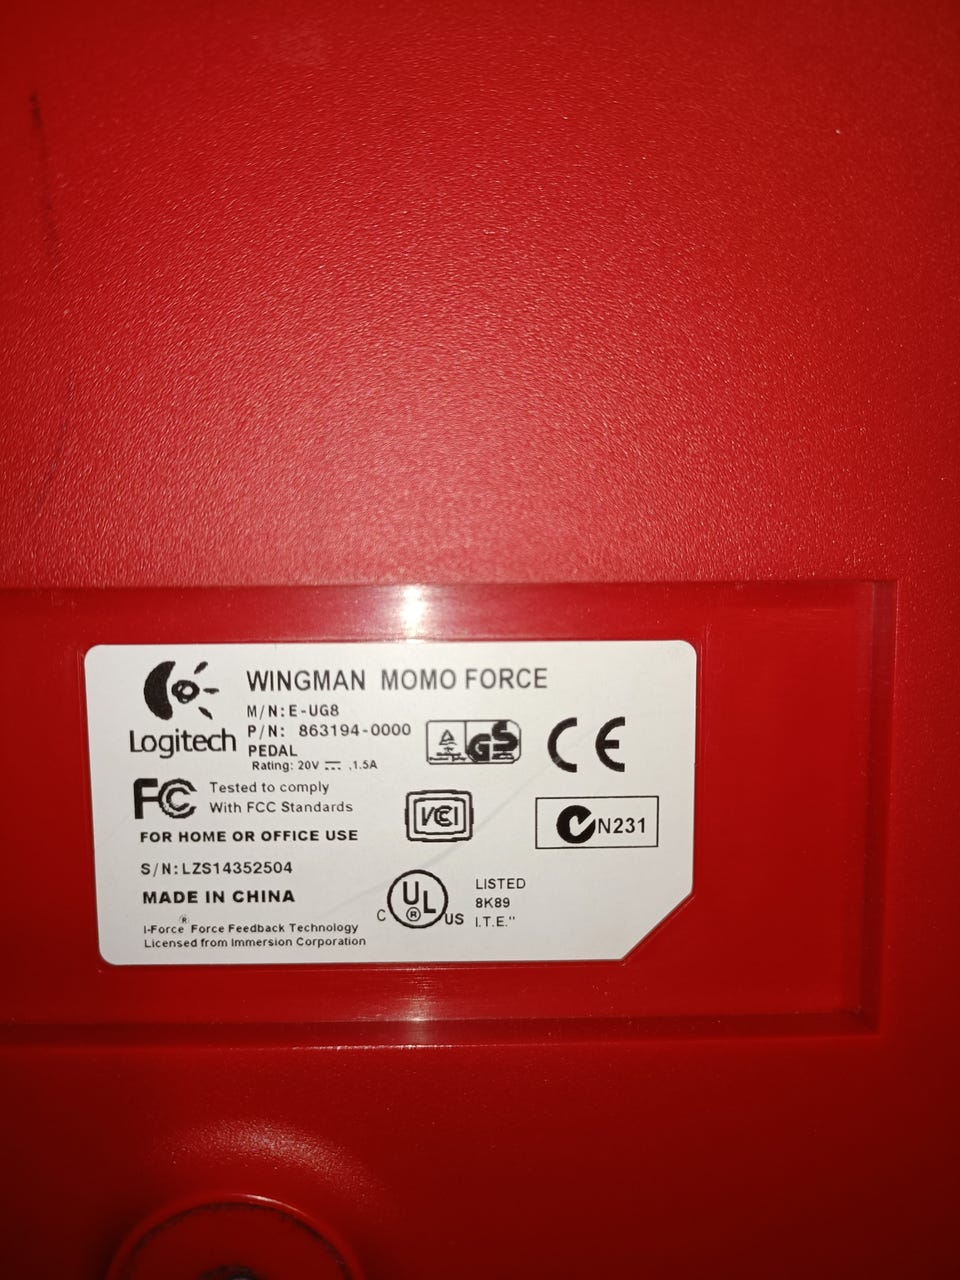 Logitech
WINGMAN MOMO FORCE
M/N:E-UG8
P/N: 863194-0000
PEDAL
Rating: 20V ⎓ ,1.5A
GS
CE
FC Tested to comply
With FCC Standards
FOR HOME OR OFFICE USE
VCCI
N231
S/N:LZS14352504
MADE IN CHINA
C UL ® US
LISTED
8K89
I.T.E."
I-Force® Force Feedback Technology
Licensed from Immersion Corporation